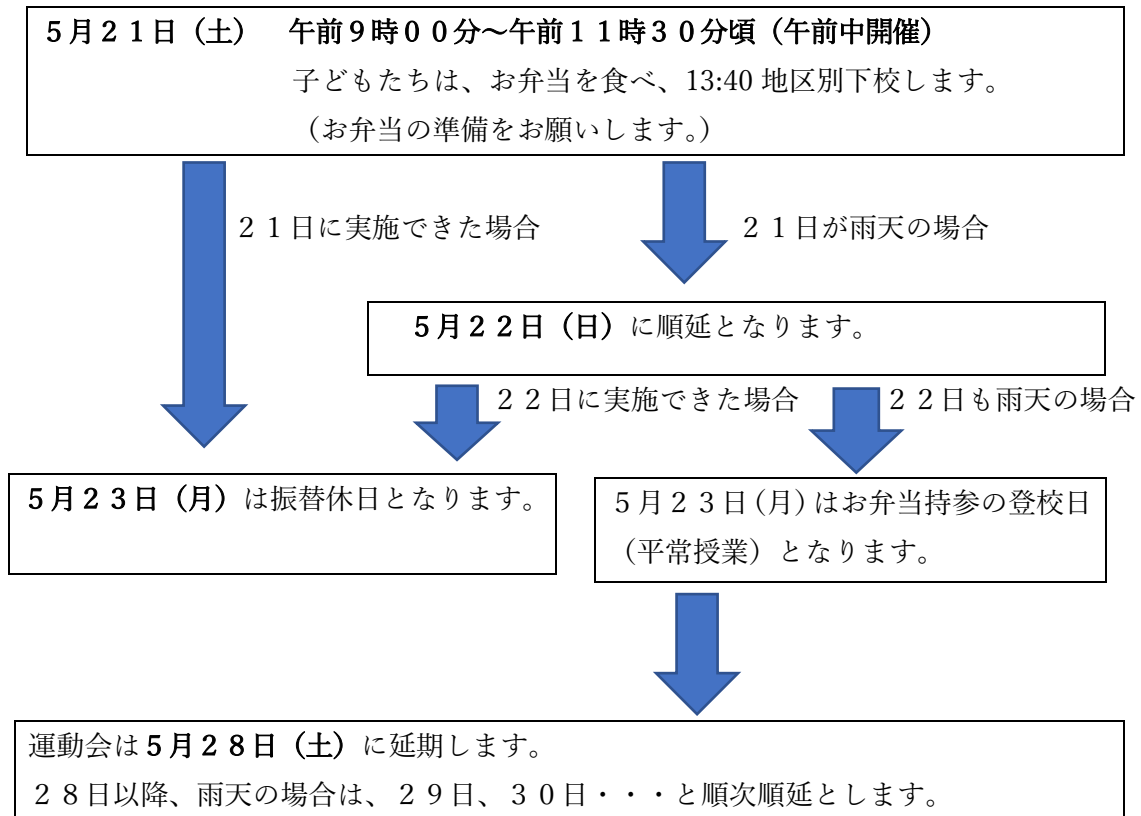 ５月２１日（土）　午前９時００分～午前１１時３０分頃（午前中開催）
子どもたちは、お弁当を食べ、13:40 地区別下校します。
（お弁当の準備をお願いします。）
２１日に実施できた場合
２１日が雨天の場合
５月２２日（日）に順延となります。
２２日に実施できた場合
２２日も雨天の場合
５月２３日（月）は振替休日となります。
５月２３日(月)はお弁当持参の登校日
（平常授業）となります。
運動会は５月２８日（土）に延期します。
２８日以降、雨天の場合は、２９日、３０日・・・と順次順延とします。